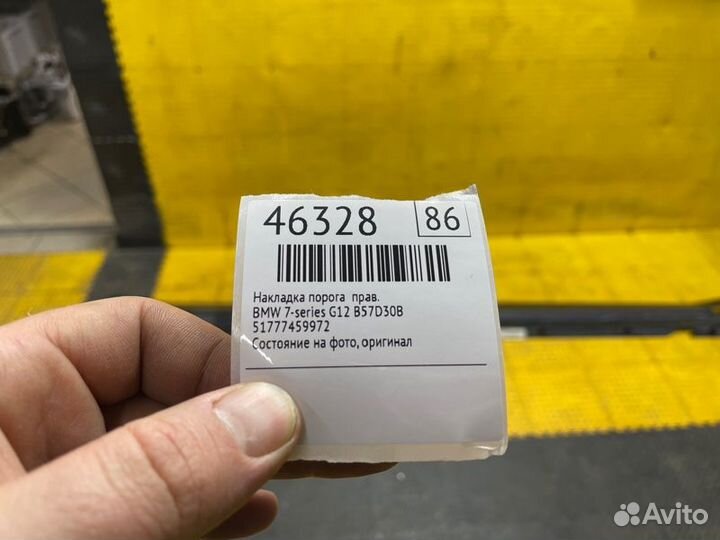 46328 86
Накладка порога прав.
BMW 7-series G12 B57D30B
51777459972
Состояние на фото, оригинал
Avito